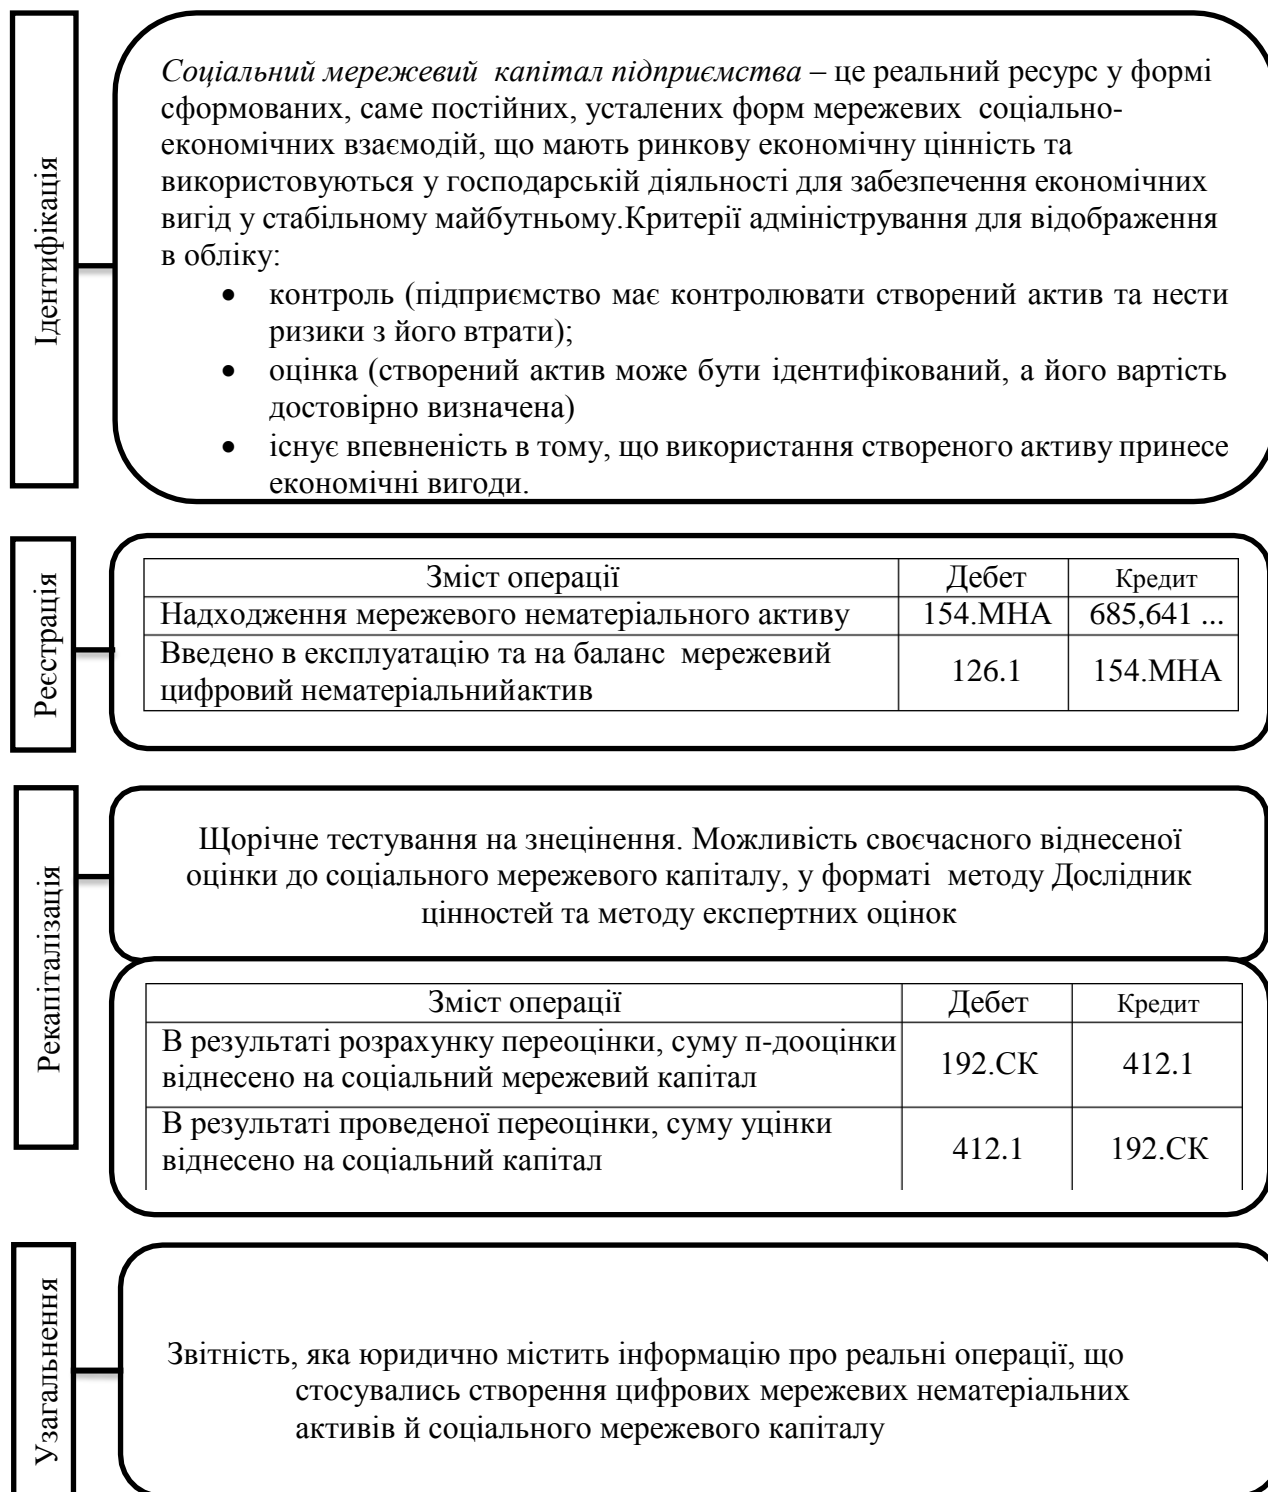 Ідентифікація
Соціальний мережевий капітал підприємства – це реальний ресурс у формі
сформованих, саме постійних, усталених форм мережевих соціально-
економічних взаємодій, що мають ринкову економічну цінність та
використовуються у господарській діяльності для забезпечення економічних
вигід у стабільному майбутньому.Критерії адміністрування для відображення
в обліку:
• контроль (підприємство має контролювати створений актив та нести
ризики з його втрати);
• оцінка (створений актив може бути ідентифікований, а його вартість
достовірно визначена)
• існує впевненість в тому, що використання створеного активу принесе
економічні вигоди.
Реєстрація
Зміст операції Дебет Кредит
Надходження мережевого нематеріального активу 154.МНА 685,641 ...
Введено в експлуатацію та на баланс мережевий
цифровий нематеріальнийактив 126.1 154.МНА
Рекапіталізація
Щорічне тестування на знецінення. Можливість своєчасного віднесеної
оцінки до соціального мережевого капіталу, у форматі методу Дослідник
цінностей та методу експертних оцінок
Зміст операції Дебет Кредит
В результаті розрахунку переоцінки, суму п-дооцінки
віднесено на соціальний мережевий капітал 192.СК 412.1
В результаті проведеної переоцінки, суму уцінки
віднесено на соціальний капітал 412.1 192.СК
Узагальнення
Звітність, яка юридично містить інформацію про реальні операції, що
стосувались створення цифрових мережевих нематеріальних
активів й соціального мережевого капіталу